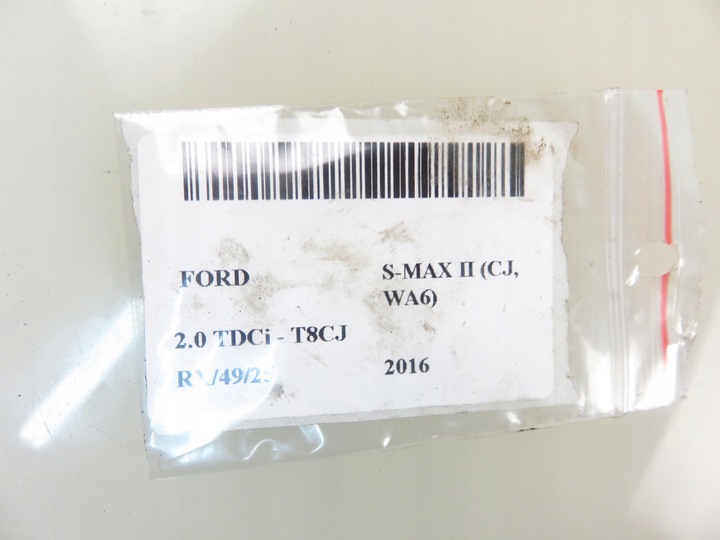 FORD
S-MAX II (CJ,
WA6)
2.0 TDCi - T8CJ
2016